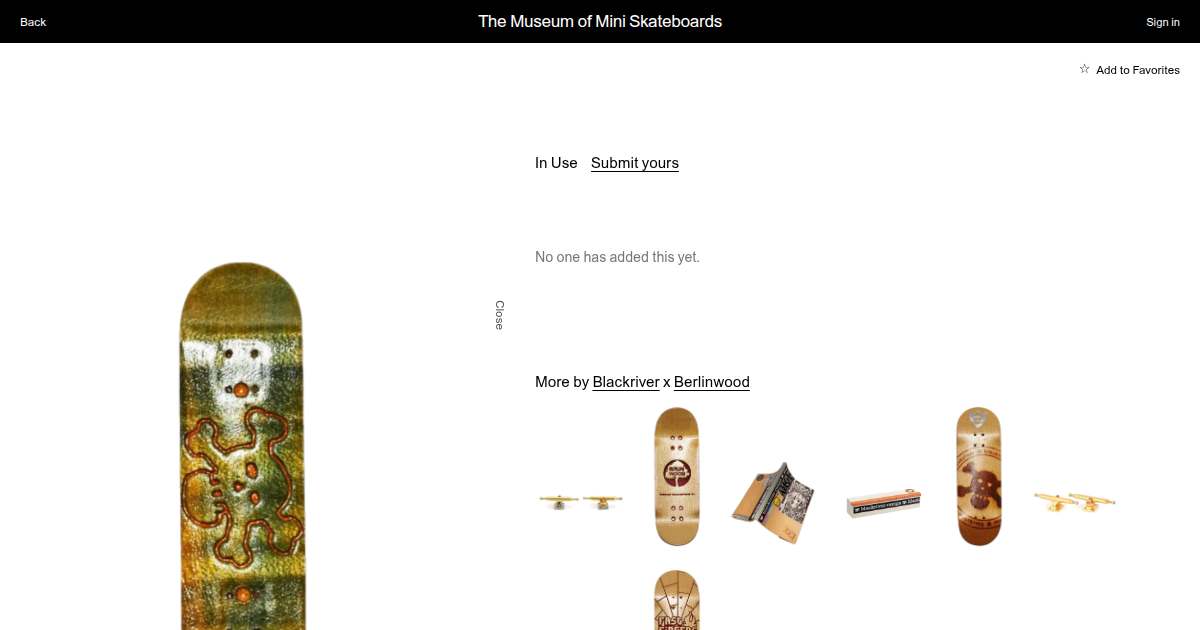 Back
The Museum of Mini Skateboards
Sign in
☆ Add to Favorites
In Use Submit yours
No one has added this yet.
Close
More by Blackriver x Berlinwood